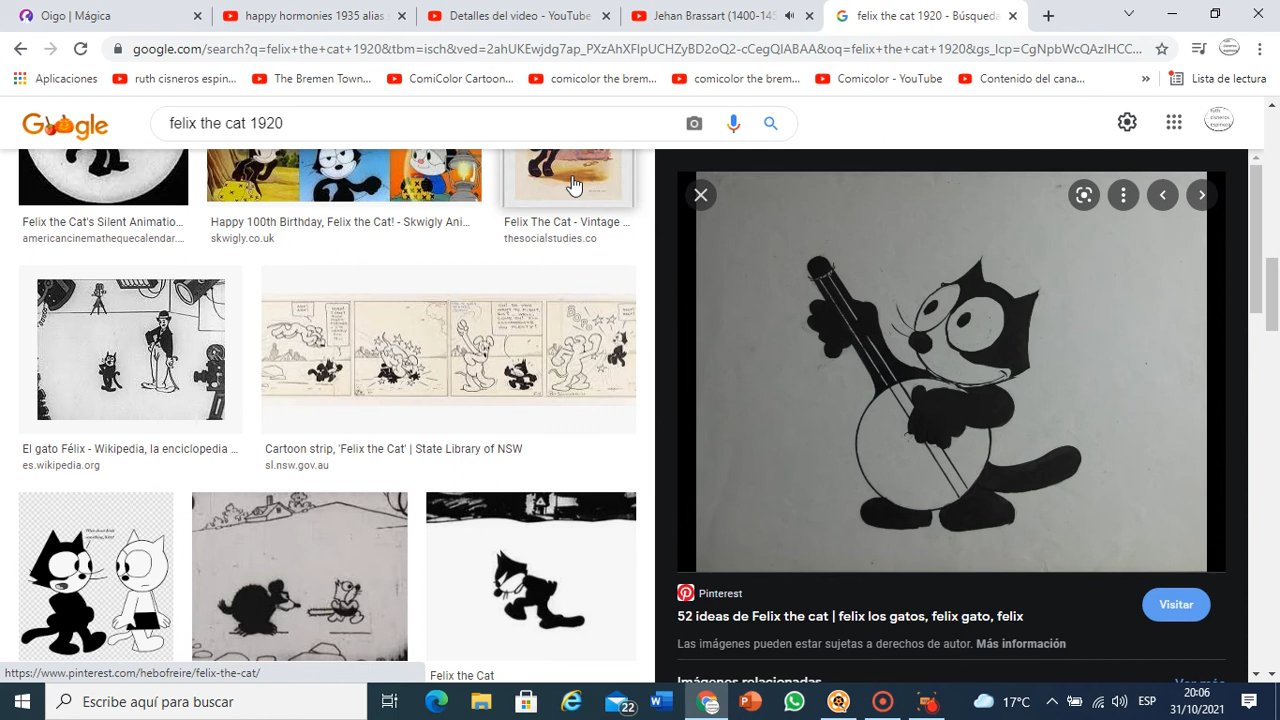 Oigo | Mágica
happy hormonies 1935 alias
Detalles del video - YouTube
Jehan Brassart (1400-145
felix the cat 1920 - Búsqueda
google.com/search?q=felix+the+cat+1920&tbm=isch&ved=2ahUKEwjdg7ap_PXzAhXFIpUCHZyBD2oQ2-cCegQIABAA&oq=felix+the+cat+1920&gs_lcp=CgNpbWcQAzIHCC...
Aplicaciones
ruth cisneros espin...
The Bremen Town...
ComiColor Cartoon...
comicolor the brem...
comicolor the brem...
Comicolor - YouTube
Contenido del cana...
Lista de lectura
Google
felix the cat 1920
Felix the Cat's Silent Animatio...
americancinemathequecalendar....
Happy 100th Birthday, Felix the Cat! - Skwigly Ani...
skwigly.co.uk
Felix The Cat - Vintage ...
thesocialstudies.co
El gato Félix - Wikipedia, la enciclopedia ...
es.wikipedia.org
Cartoon strip, 'Felix the Cat' | State Library of NSW
sl.nsw.gov.au
Felix the Cat
Pinterest
52 ideas de Felix the cat | felix los gatos, felix gato, felix
Visitar
Las imágenes pueden estar sujetas a derechos de autor. Más información
Imágenes relacionadas
Ver más
https://www.pinterest.com/hebofreire/felix-the-cat/
Escribe aquí para buscar
22
17°C
ESP
20:06
31/10/2021